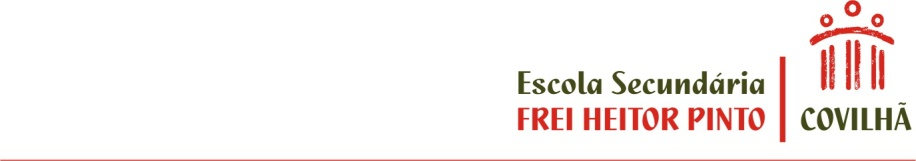 Escola Secundária
FREI HEITOR PINTO
COVILHÃ